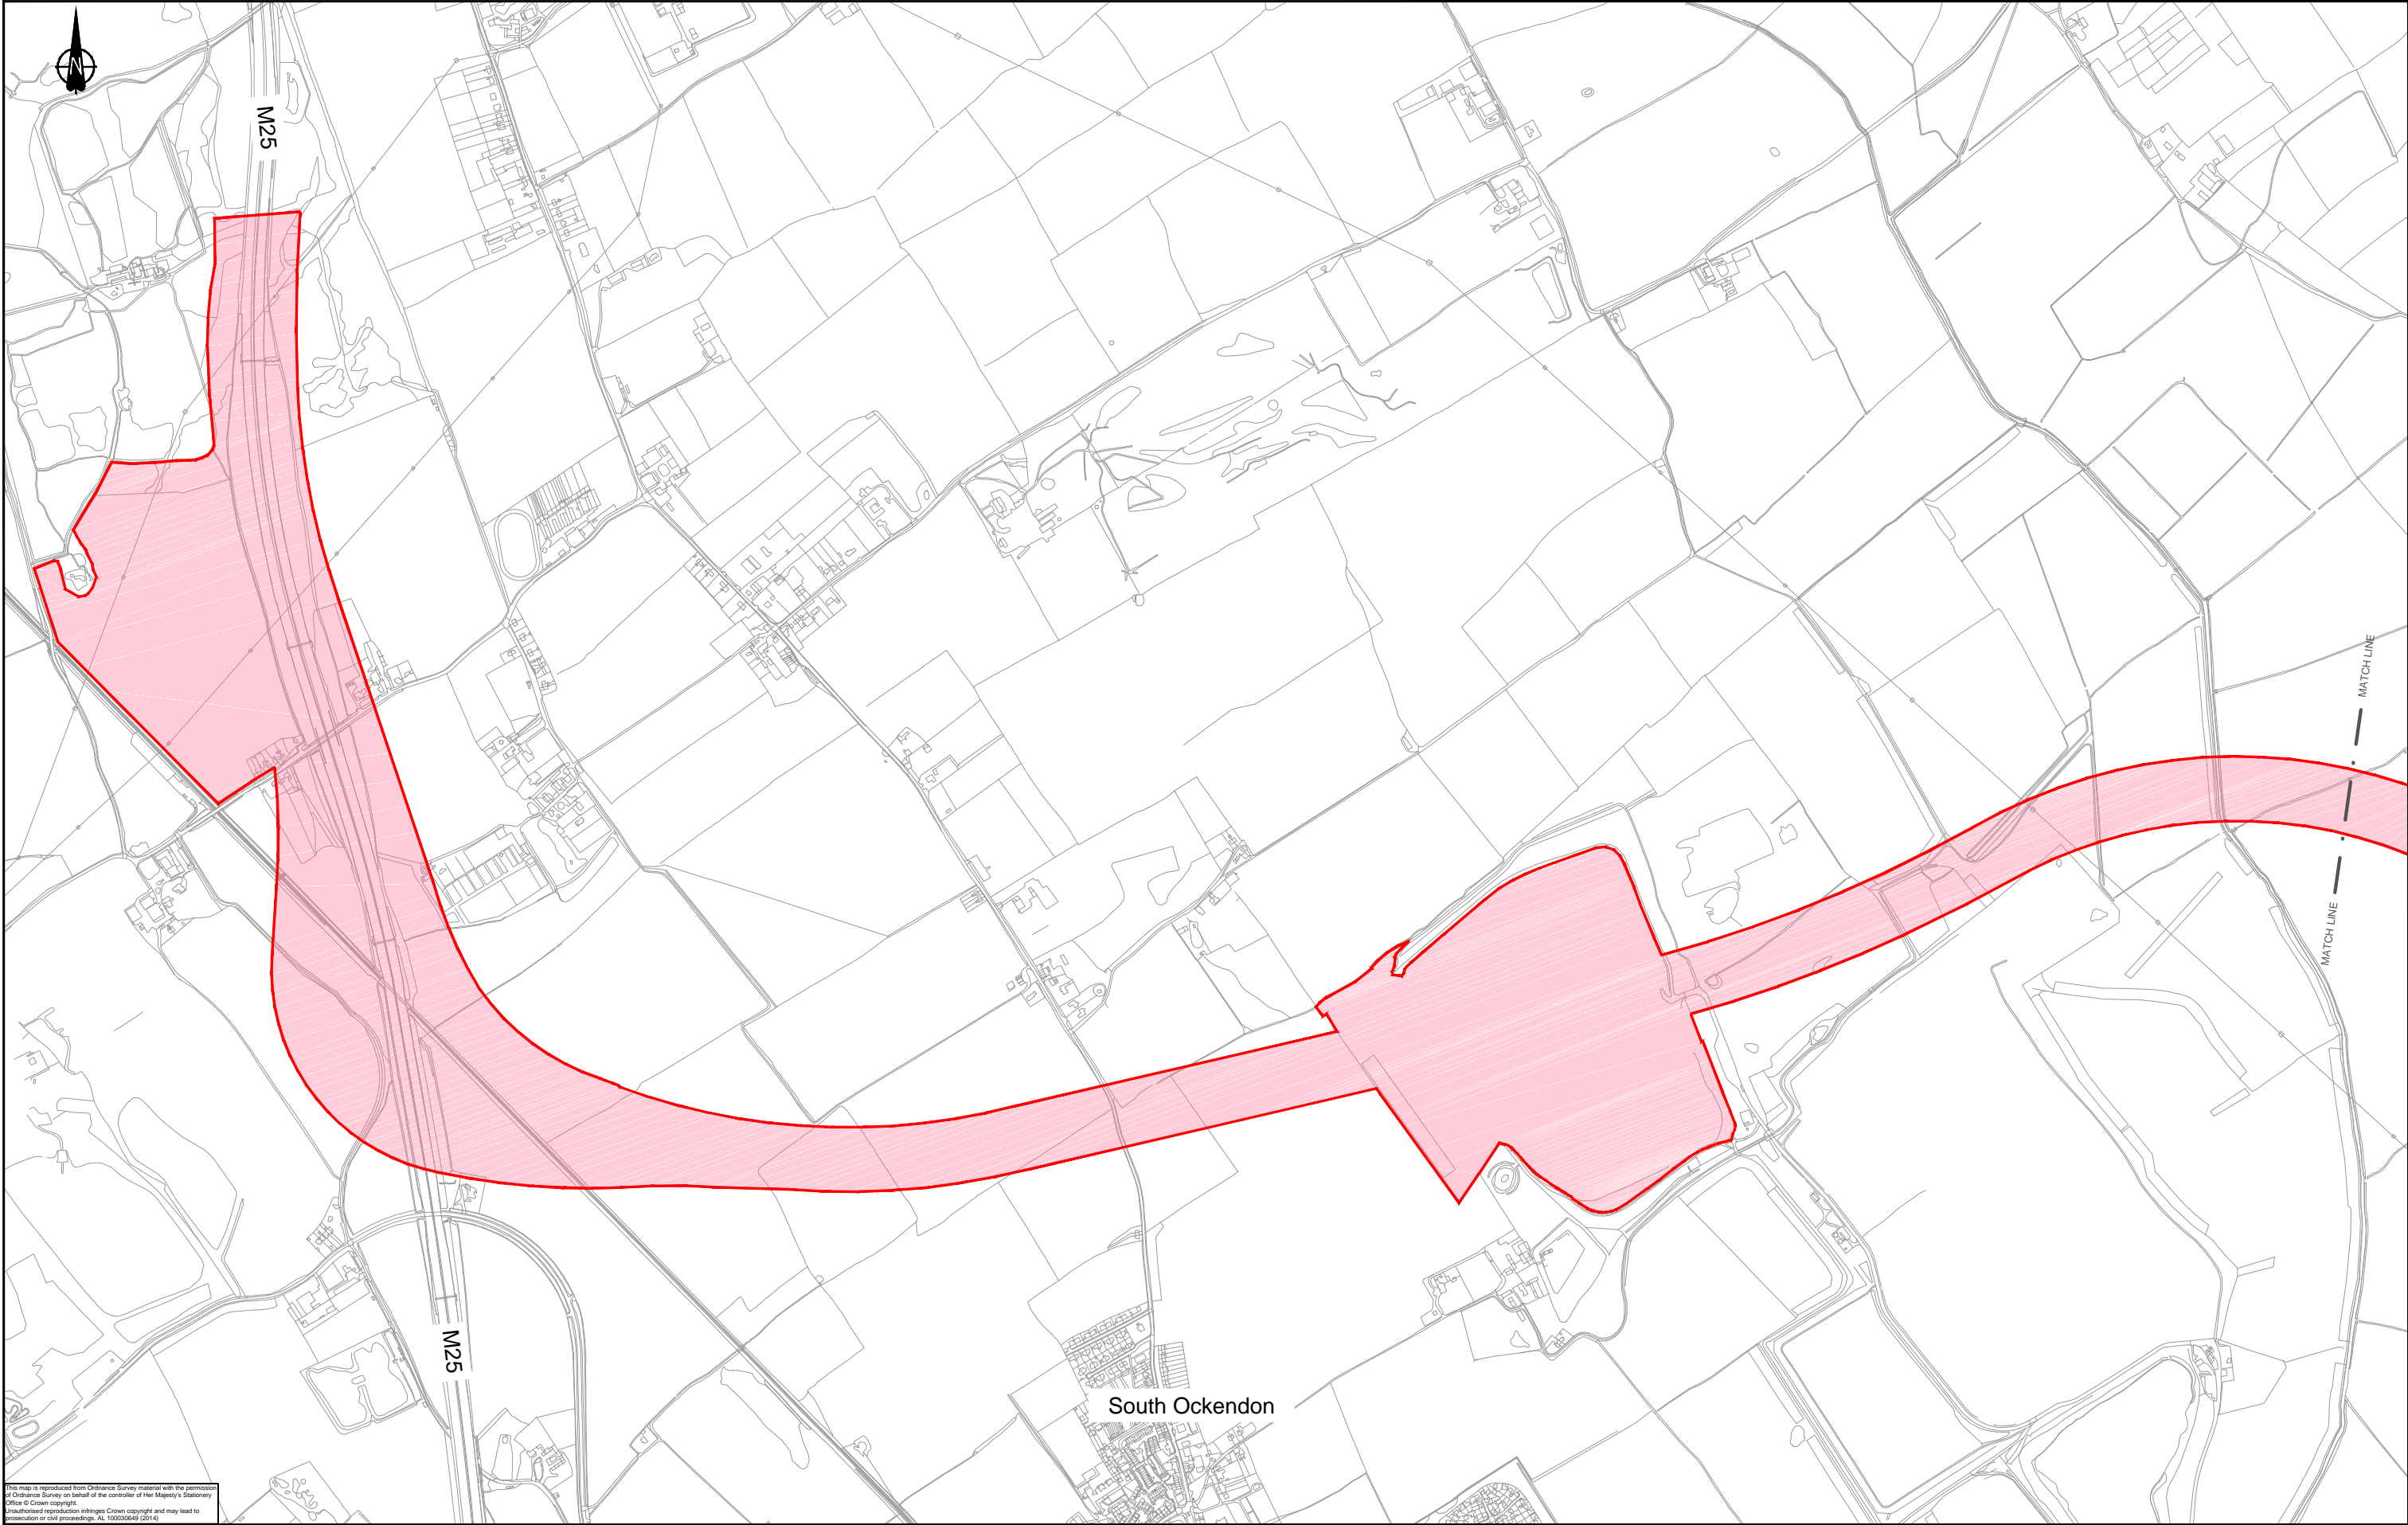 N
M25
MATCH LINE
MATCH LINE
M25
South Ockendon
This map is reproduced from Ordnance Survey material with the permission
of Ordnance Survey on behalf of the controller of Her Majesty's Stationery
Office © Crown copyright.
Unauthorised reproduction infringes Crown copyright and may lead to
prosecution or civil proceedings. AL 100030649 (2014)